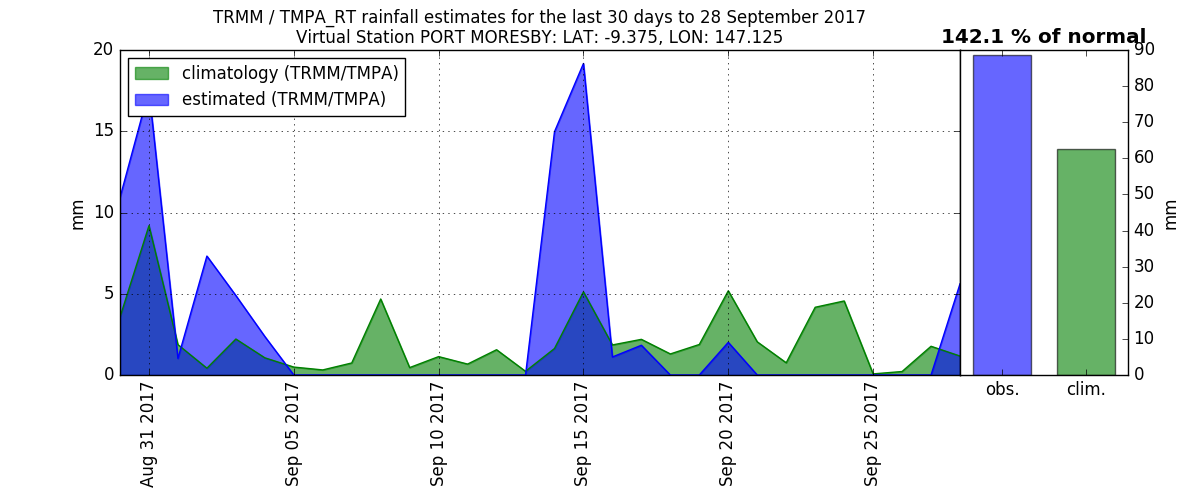 TRMM / TMPA_RT rainfall estimates for the last 30 days to 28 September 2017
Virtual Station PORT MORESBY: LAT: -9.375, LON: 147.125
142.1 % of normal
climatology (TRMM/TMPA)
estimated (TRMM/TMPA)
20
15
10
5
0
mm
Aug 31 2017
Sep 05 2017
Sep 10 2017
Sep 15 2017
Sep 20 2017
Sep 25 2017
90
80
70
60
50
40
30
20
10
0
mm
obs.
clim.